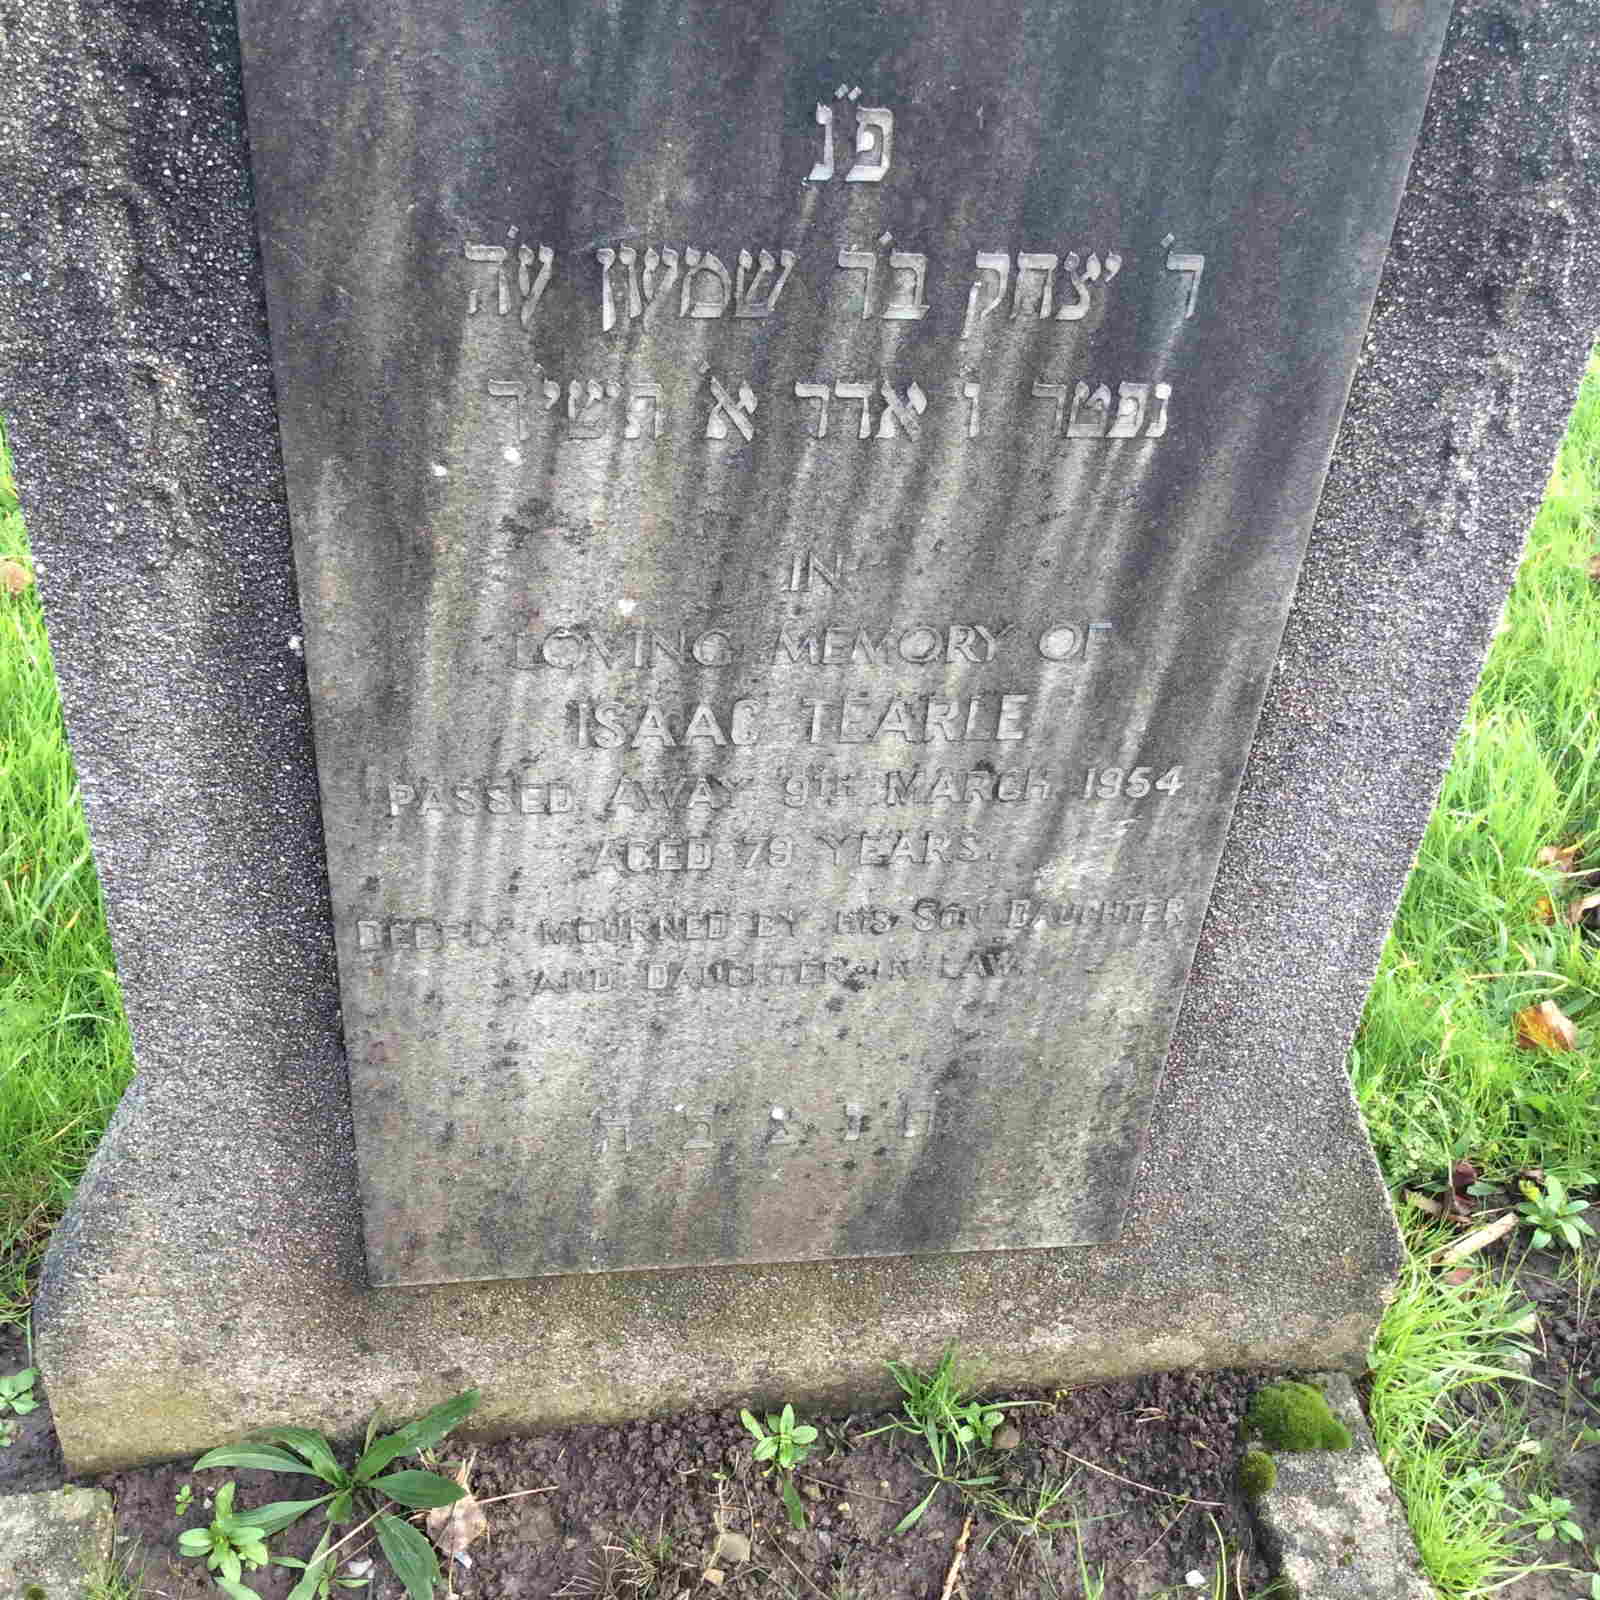 פ"נ
ר' יצחק ב'ר שמעון ע'ה
נפטר ו אדר א' תשי'ד
IN
LOVING MEMORY OF
ISAAC TEARLE
PASSED AWAY 9TH MARCH 1954
AGED 79 YEARS.
DEEPLY MOURNED BY HIS SON DAUGHTER
AND DAUGHTER-IN-LAW.
ת נ צ ב ה